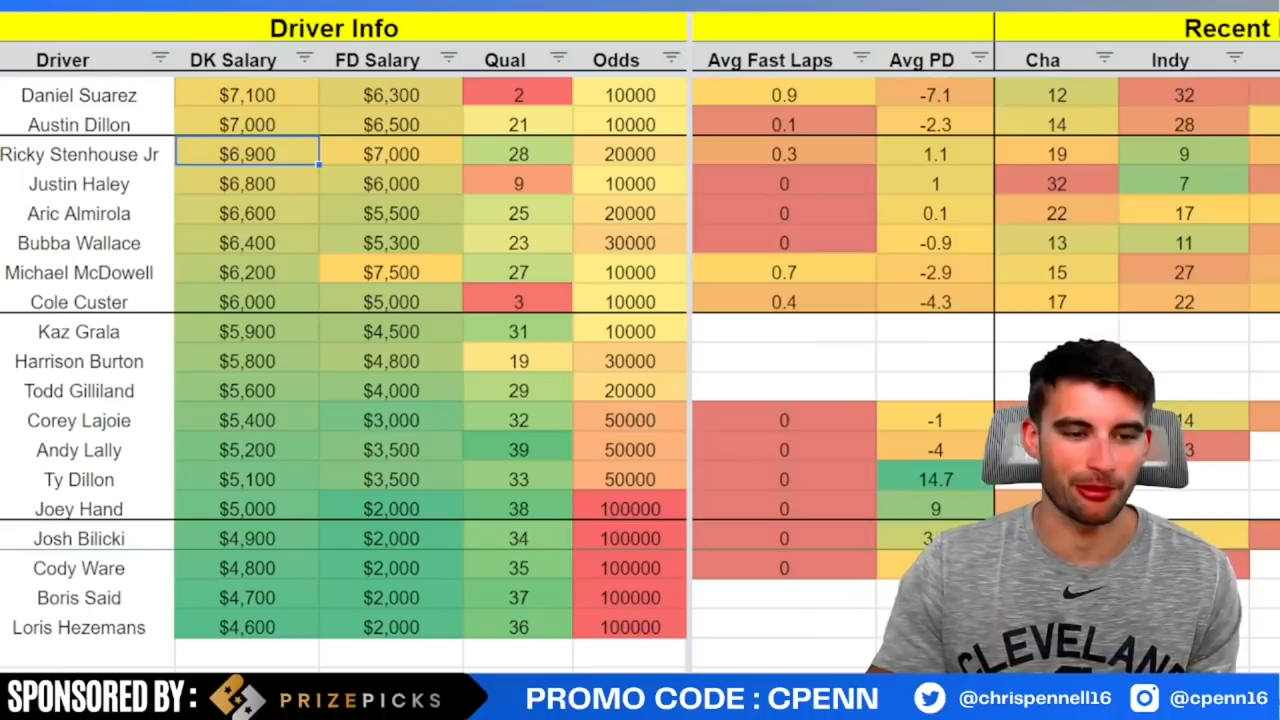 Driver Info Recent
Driver DK Salary FD Salary Qual Odds Avg Fast Laps Avg PD Cha Indy
Daniel Suarez $7,100 $6,300 2 10000 0.9 -7.1 12 32
Austin Dillon $7,000 $6,500 21 10000 0.1 -2.3 14 28
Ricky Stenhouse Jr $6,900 $7,000 28 20000 0.3 1.1 19 9
Justin Haley $6,800 $6,000 9 10000 0 1 32 7
Aric Almirola $6,600 $5,500 25 20000 0 0.1 22 17
Bubba Wallace $6,400 $5,300 23 30000 0 -0.9 13 11
Michael McDowell $6,200 $7,500 27 10000 0.7 -2.9 15 27
Cole Custer $6,000 $5,000 3 10000 0.4 -4.3 17 22
Kaz Grala $5,900 $4,500 31 10000
Harrison Burton $5,800 $4,800 19 30000
Todd Gilliland $5,600 $4,000 29 20000
Corey Lajoie $5,400 $3,000 32 50000 0 -1 14
Andy Lally $5,200 $3,500 39 50000 0 -4 3
Ty Dillon $5,100 $3,500 33 50000 0 14.7
Joey Hand $5,000 $2,000 38 100000 0 9
Josh Bilicki $4,900 $2,000 34 100000 0 3
Cody Ware $4,800 $2,000 35 100000 0
Boris Said $4,700 $2,000 37 100000
Loris Hezemans $4,600 $2,000 36 100000
CLEVELAND
SPONSORED BY : PRIZEPICKS PROMO CODE : CPENN @chrispennell16 @cpenn16